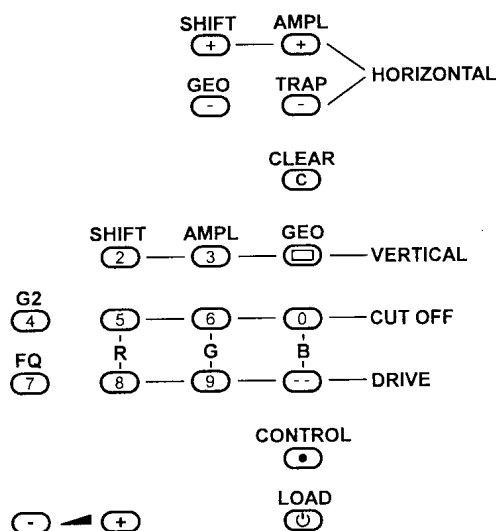 SHIFT AMPL
+ +
HORIZONTAL
GEO TRAP
- -
CLEAR
C
SHIFT AMPL GEO
2 3 VERTICAL
G2
4 5 6 0 CUT OFF
FQ R G B
7 8 9 -- DRIVE
CONTROL
LOAD
- +